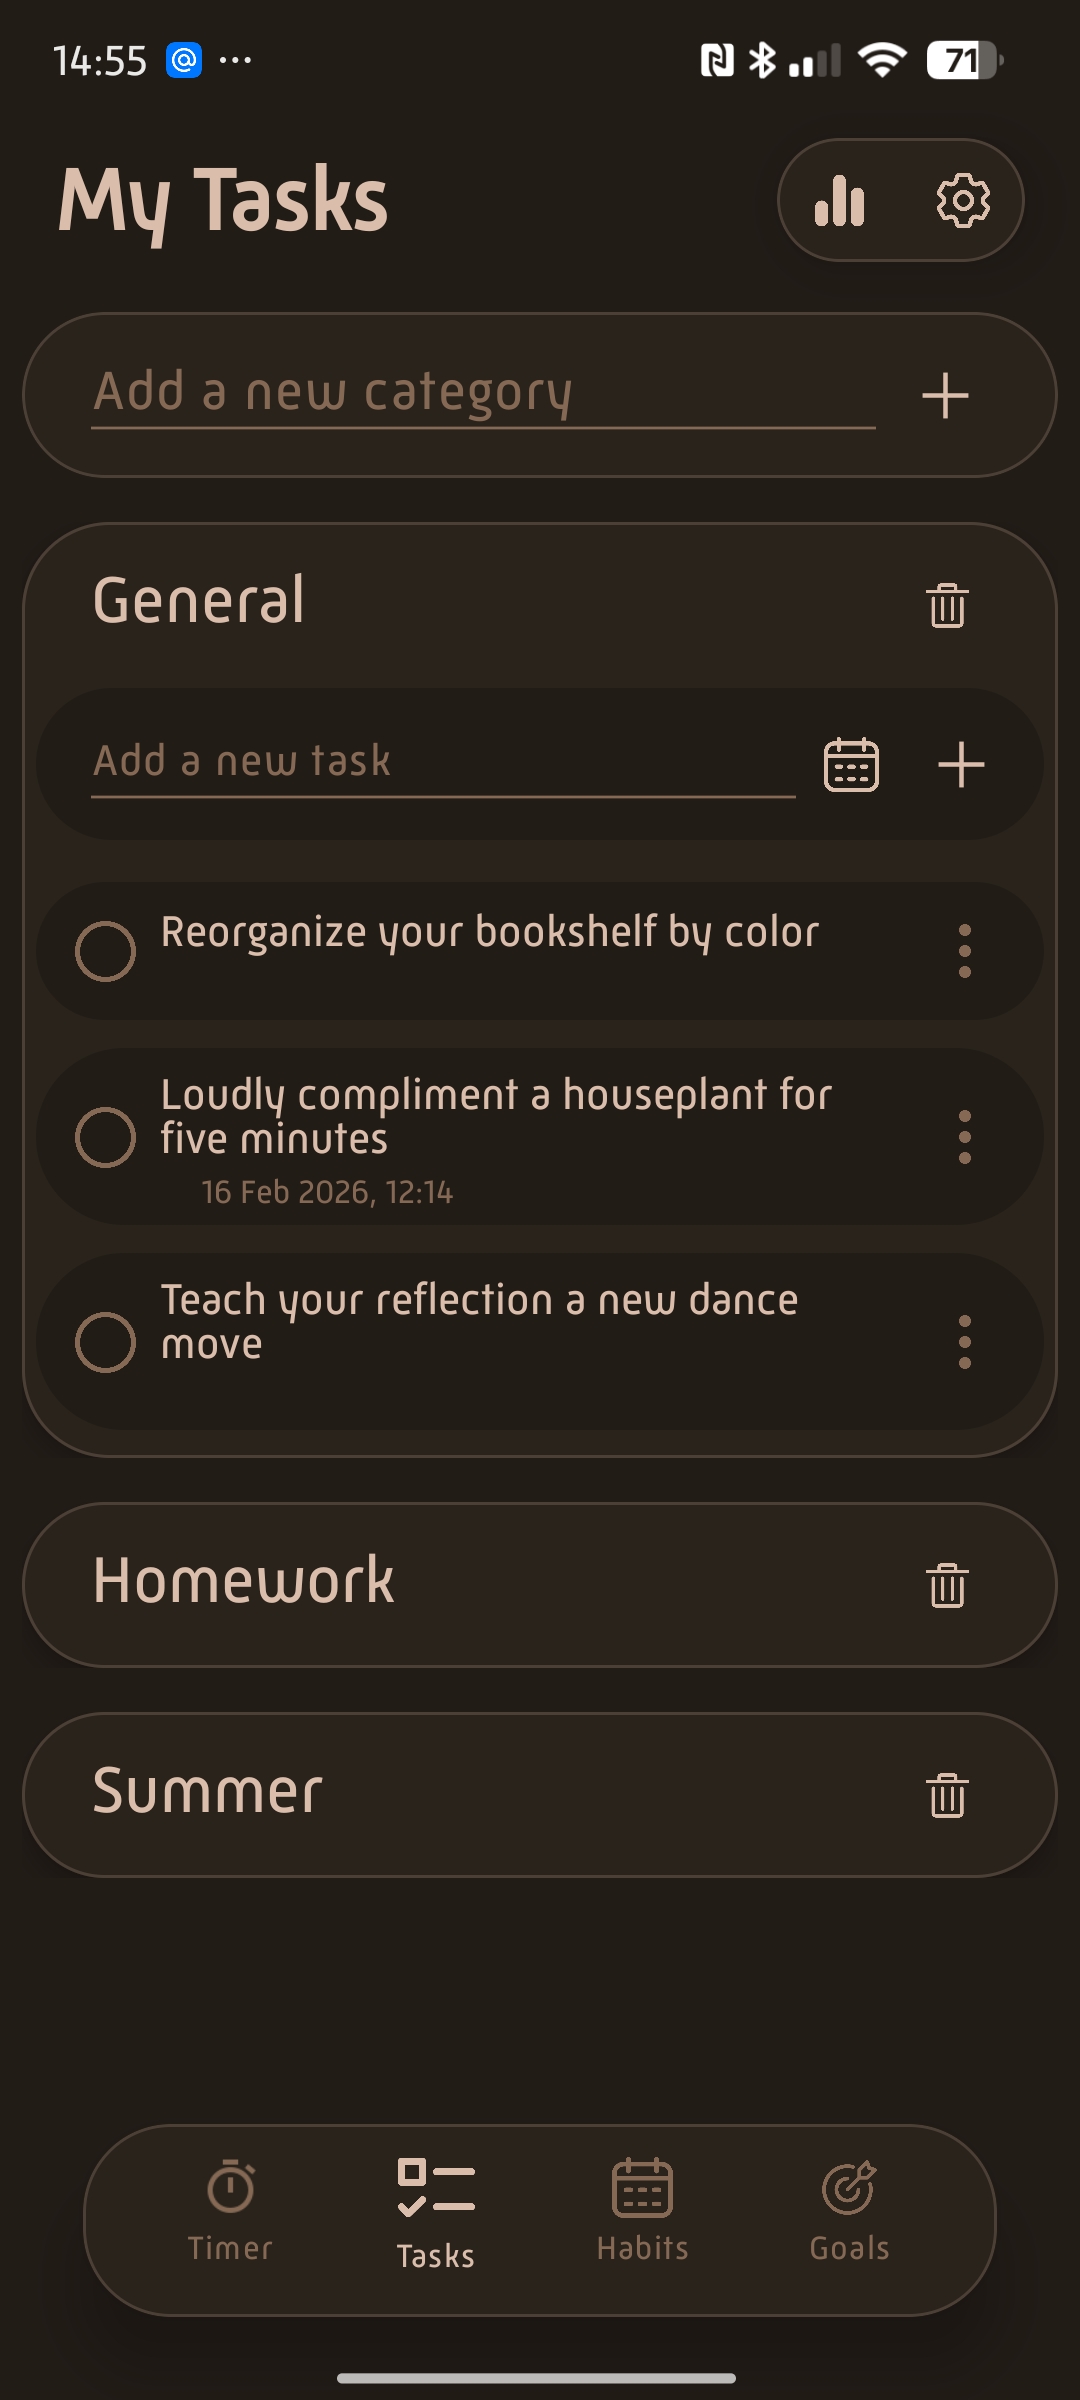 14:55
71
My Tasks
Add a new category
General
Add a new task
Reorganize your bookshelf by color
Loudly compliment a houseplant for
five minutes
16 Feb 2026, 12:14
Teach your reflection a new dance
move
Homework
Summer
Timer
Tasks
Habits
Goals